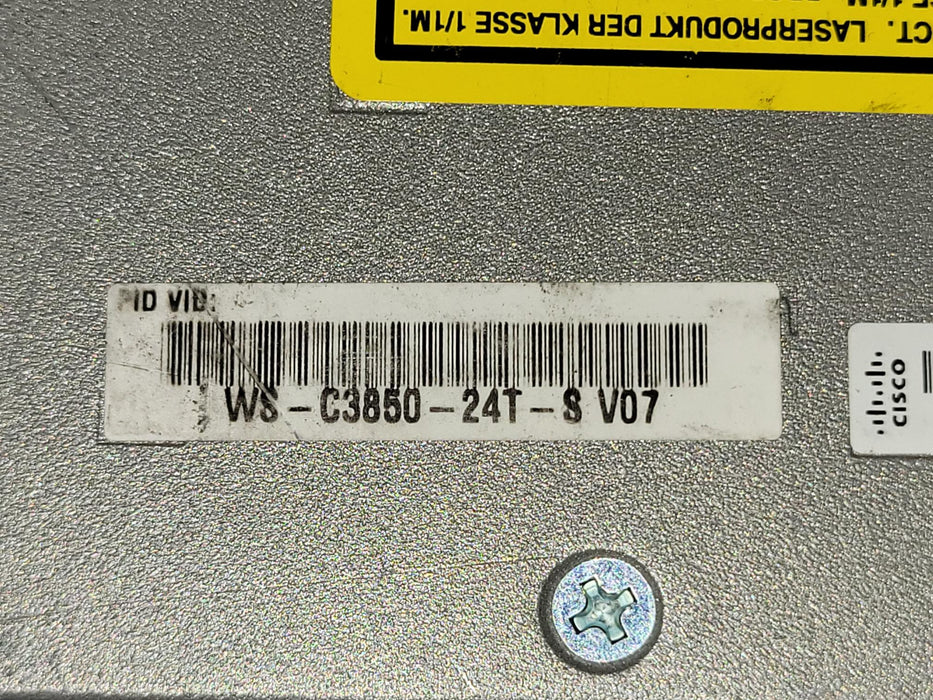 CT. LASERPRODUKT DER KLASSE 1/1M.
PID VID:
WS-C3850-24T-S V07
CISCO